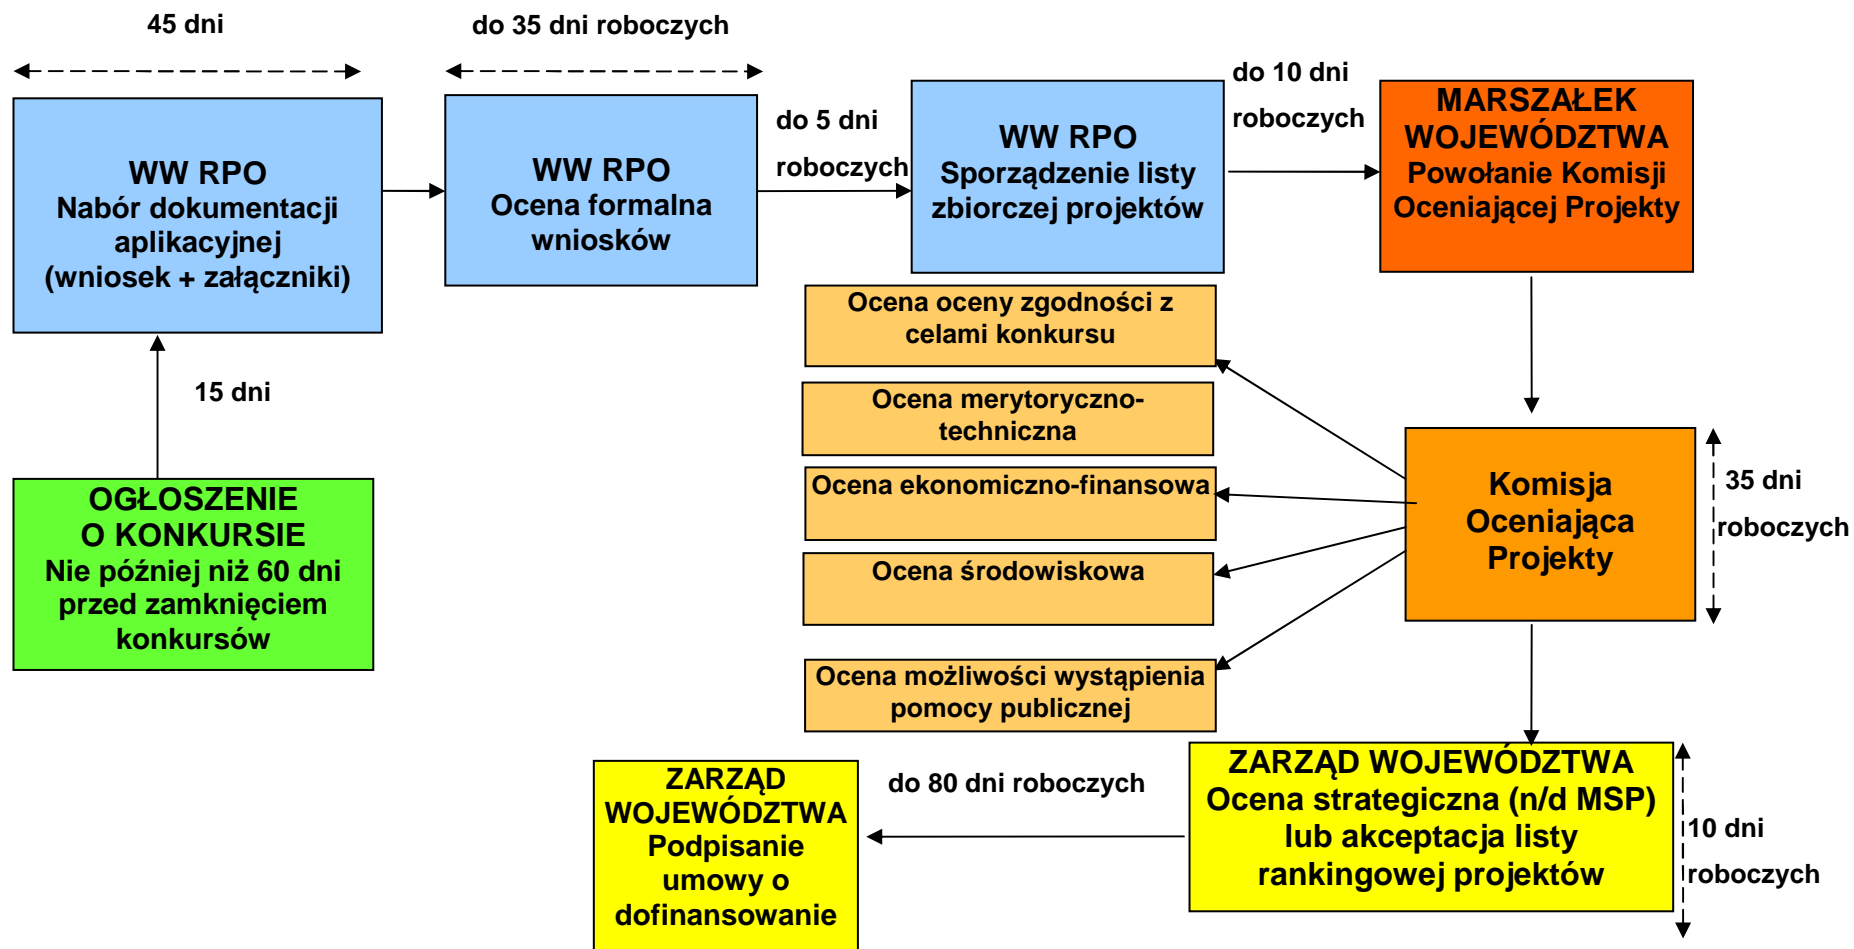 45 dni
do 35 dni roboczych
WW RPO
Nabór dokumentacji
aplikacyjnej
(wniosek + załączniki)
WW RPO
Ocena formalna
wniosków
do 5 dni
roboczych
WW RPO
Sporządzenie listy
zbiorczej projektów
do 10 dni
roboczych
MARSZAŁEK
WOJEWÓDZTWA
Powołanie Komisji
Oceniającej Projekty
15 dni
OGŁOSZENIE
O KONKURSIE
Nie później niż 60 dni
przed zamknięciem
konkursów
Ocena oceny zgodności z
celami konkursu
Ocena merytoryczno-
techniczna
Ocena ekonomiczno-finansowa
Ocena środowiskowa
Ocena możliwości wystąpienia
pomocy publicznej
Komisja
Oceniająca
Projekty
35 dni
roboczych
ZARZĄD WOJEWÓDZTWA
Ocena strategiczna (n/d MSP)
lub akceptacja listy
rankingowej projektów
10 dni
roboczych
do 80 dni roboczych
ZARZĄD
WOJEWÓDZTWA
Podpisanie
umowy o
dofinansowanie